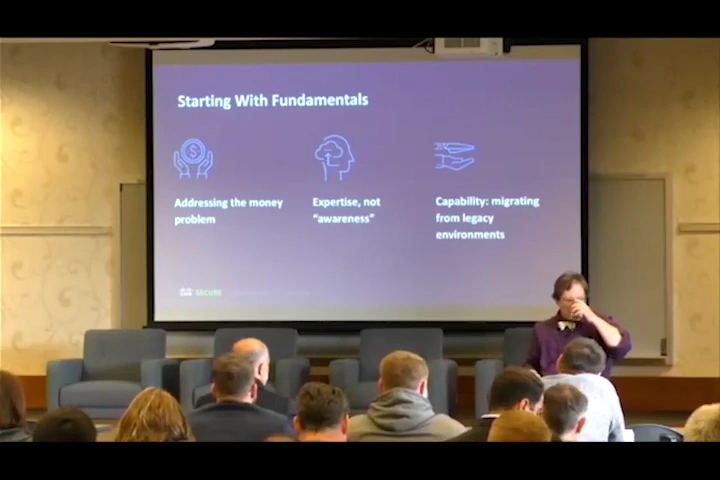 Starting With Fundamentals
Addressing the money
problem
Expertise, not
“awareness”
Capability: migrating
from legacy
environments
SECURE